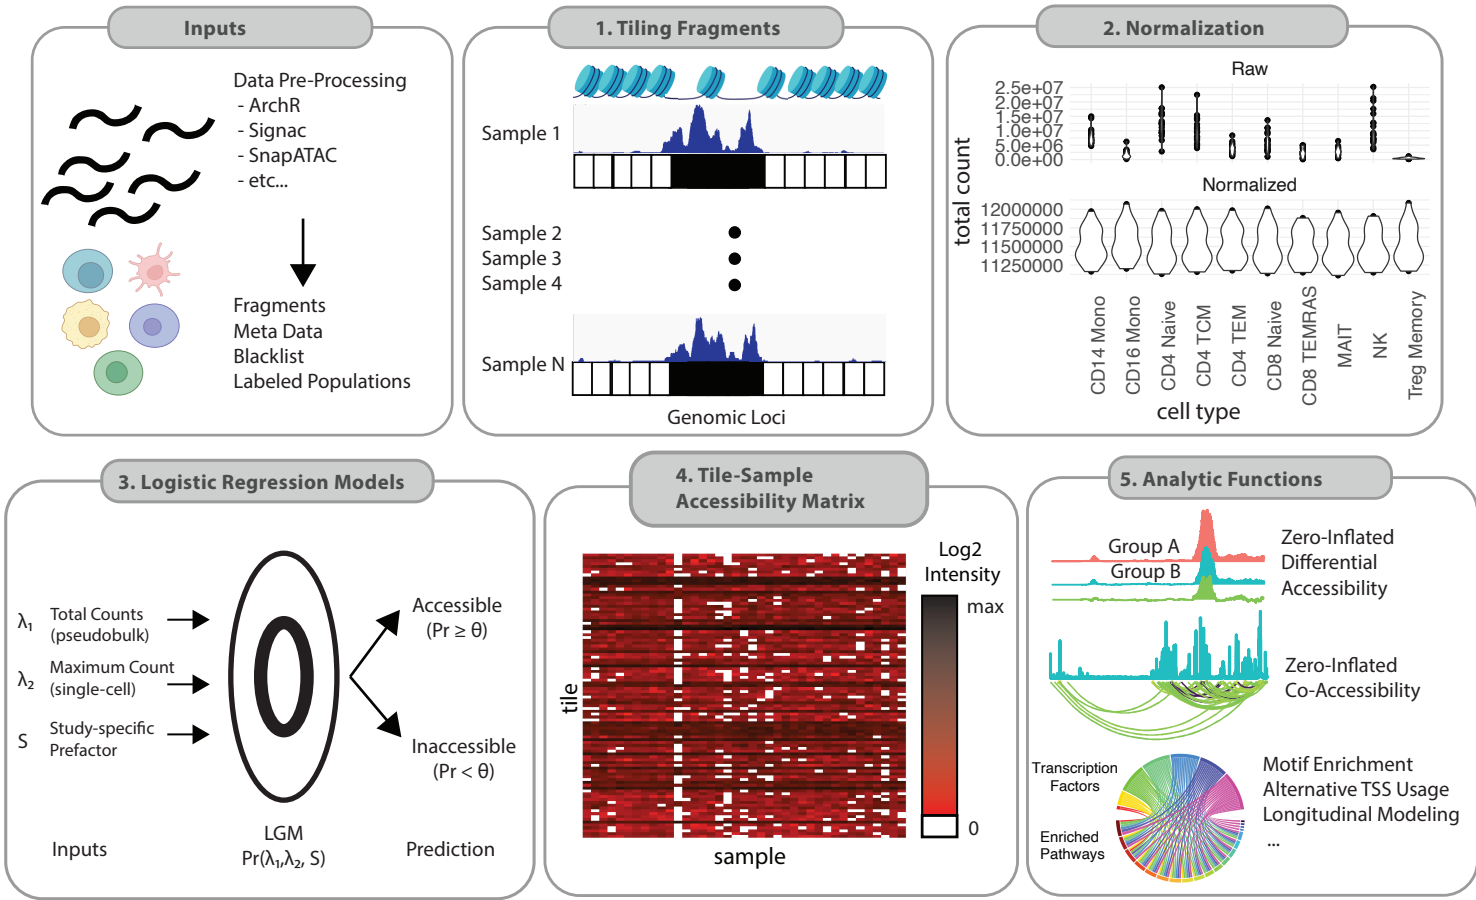 Inputs
Data Pre-Processing
- ArchR
- Signac
- SnapATAC
- etc...
Fragments
Meta Data
Blacklist
Labeled Populations
1. Tiling Fragments
Sample 1
Sample 2
Sample 3
Sample 4
Sample N
Genomic Loci
2. Normalization
Raw
2.5e+07
2.0e+07
1.5e+07
1.0e+07
5.0e+06
0.0e+00
total count
Normalized
12000000
11750000
11500000
11250000
CD14 Mono
CD16 Mono
CD4 Naive
CD4 TCM
CD4 TEM
CD8 Naive
CD8 TEMRAS
MAIT
NK
Treg Memory
cell type
3. Logistic Regression Models
λ₁ Total Counts
(pseudobulk)
λ₂ Maximum Count
(single-cell)
S Study-specific
Prefactor
Accessible
(Pr ≥ θ)
Inaccessible
(Pr < θ)
LGM
Pr(λ₁,λ₂, S)
Inputs
Prediction
4. Tile-Sample
Accessibility Matrix
tile
sample
Log2
Intensity
max
0
5. Analytic Functions
Group A
Group B
Zero-Inflated
Differential
Accessibility
Zero-Inflated
Co-Accessibility
Transcription
Factors
Enriched
Pathways
Motif Enrichment
Alternative TSS Usage
Longitudinal Modeling
...